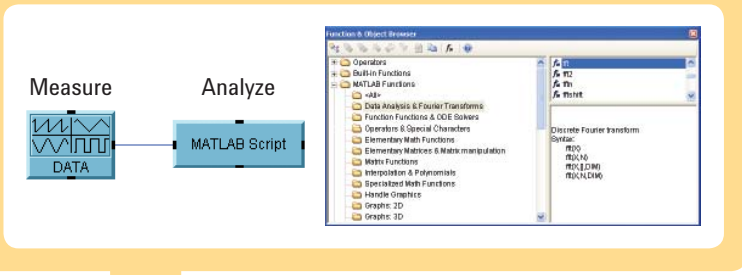 Measure
Analyze
DATA
MATLAB Script
Function & Object Browser
Operators
Built-in Functions
MATLAB Functions
<All>
Data Analysis & Fourier Transforms
Function Functions & ODE Solvers
Operators & Special Characters
Elementary Math Functions
Elementary Matrices & Matrix manipulation
Matrix Functions
Interpolation & Polynomials
Specialized Math Functions
Handle Graphics
Graphs: 2D
Graphs: 3D
fft
fft2
fftn
fftshift
Discrete Fourier transform
Syntax:
fft(X)
fft(X,N)
fft(X,[],DIM)
fft(X,N,DIM)